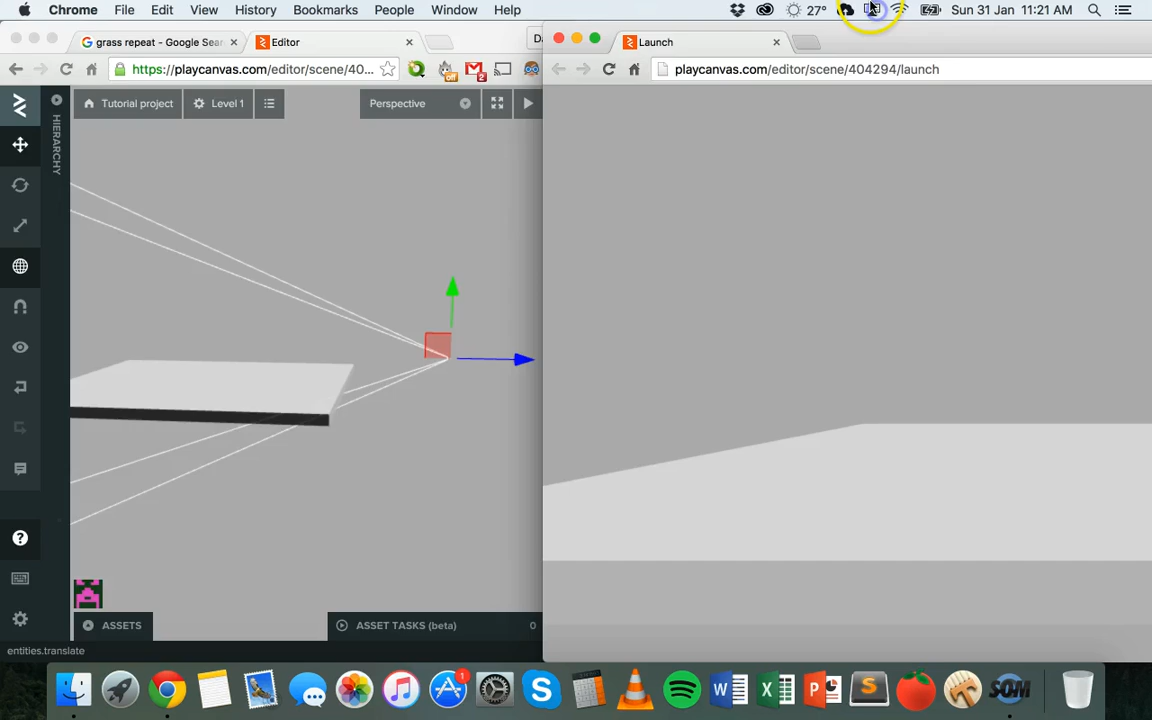 Chrome File Edit View History Bookmarks People Window Help 27° Sun 31 Jan 11:21 AM
grass repeat - Google Sear Editor
Launch
https://playcanvas.com/editor/scene/40...
playcanvas.com/editor/scene/404294/launch
Tutorial project Level 1 Perspective
HIERARCHY
ASSETS
ASSET TASKS (beta) 0
entities.translate